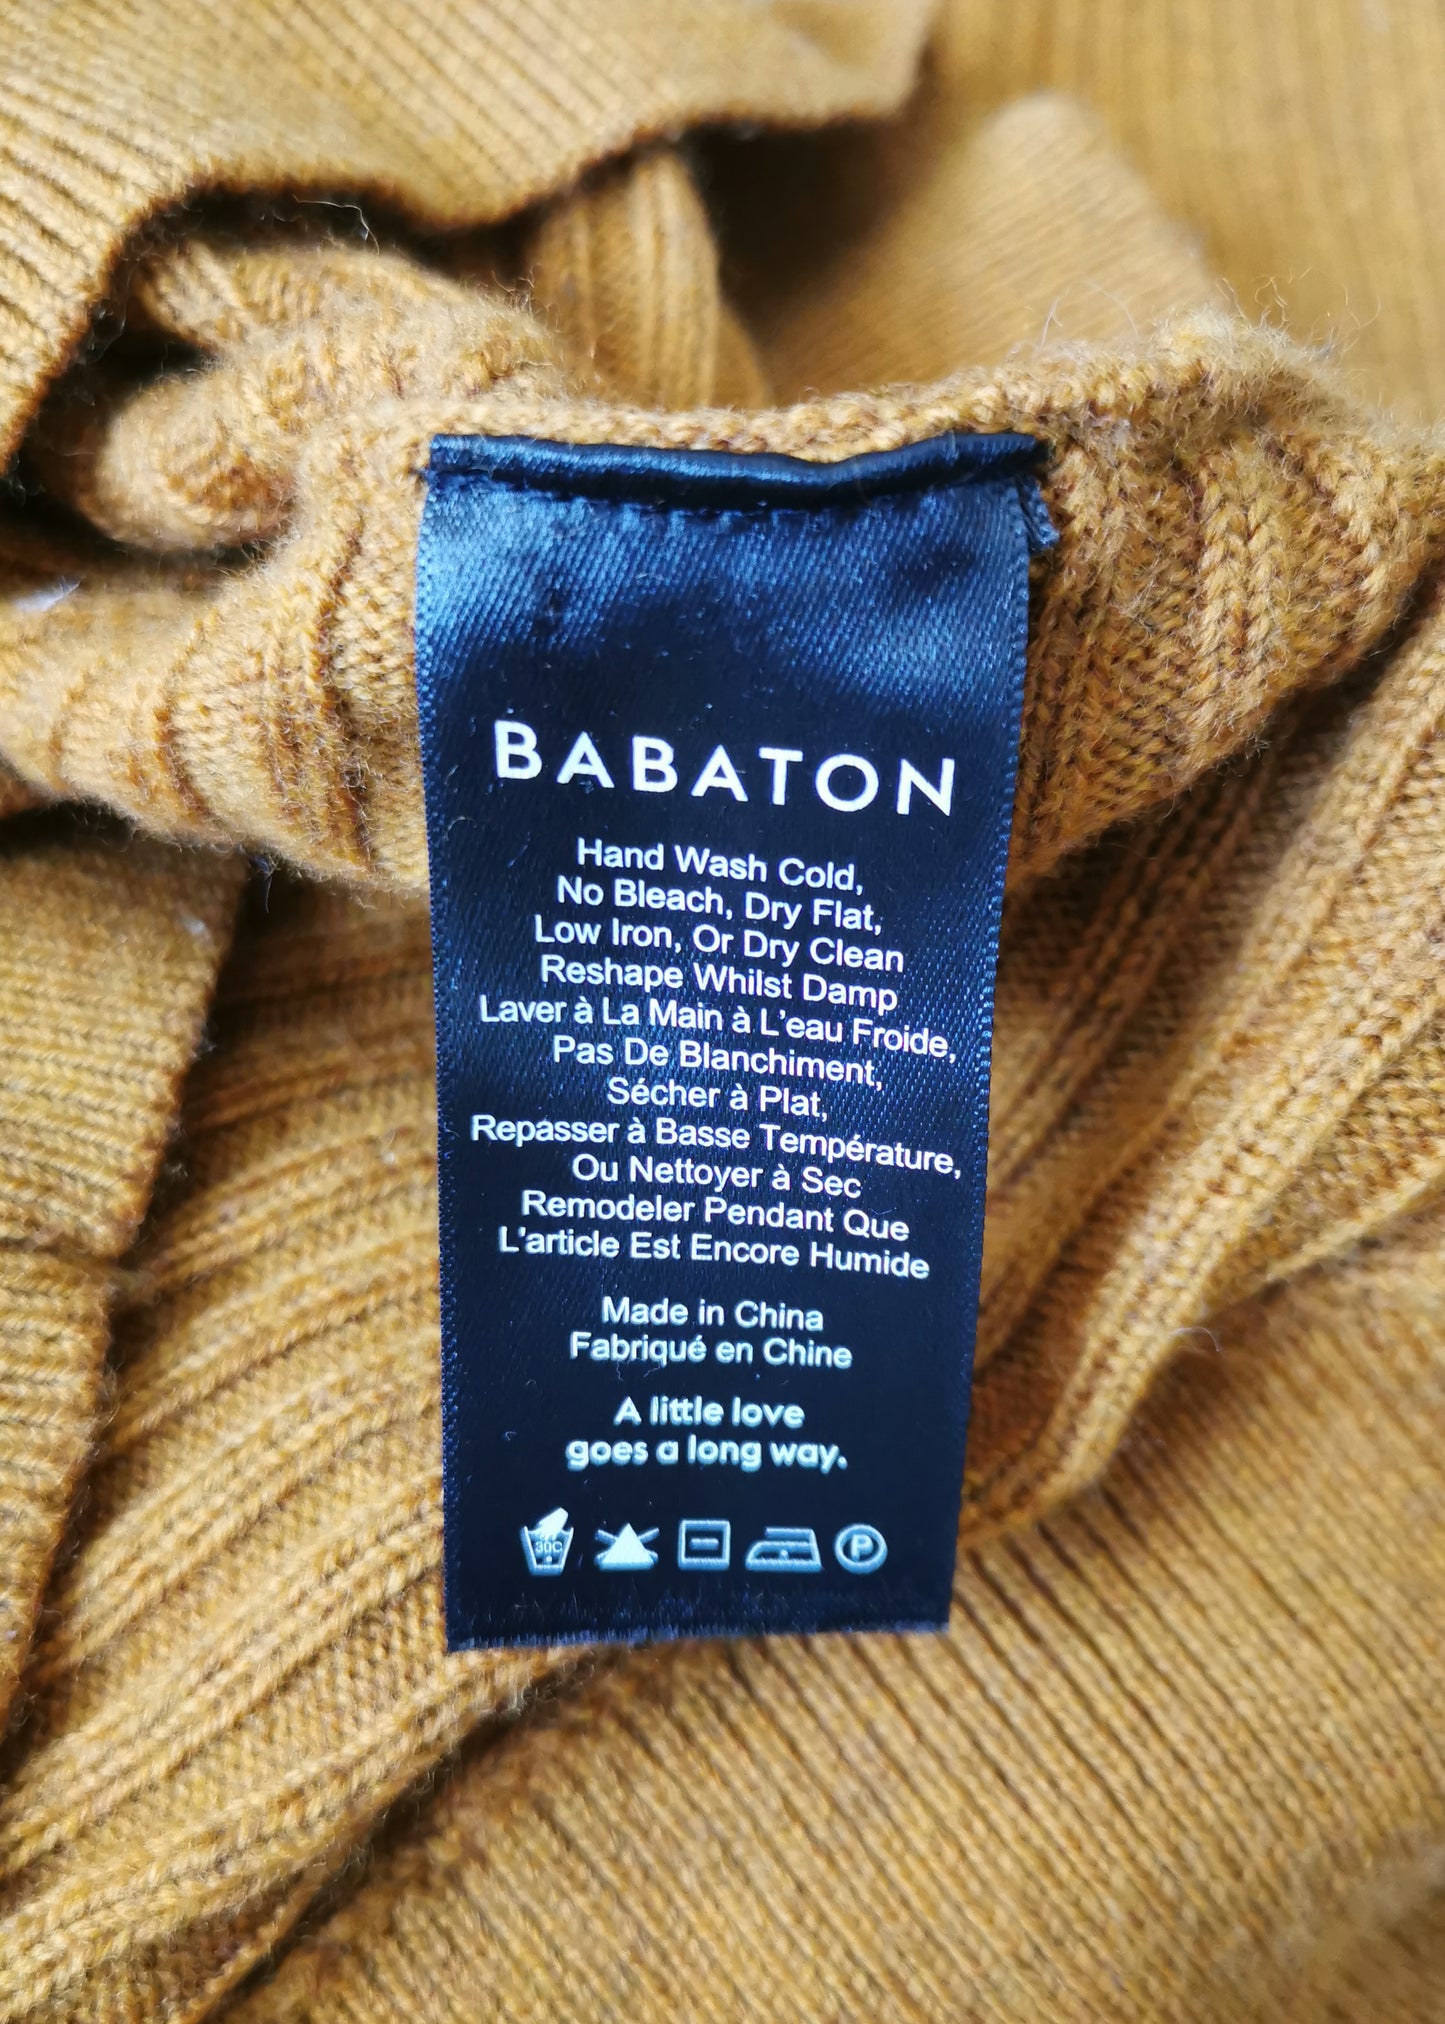 BABATON
Hand Wash Cold,
No Bleach, Dry Flat,
Low Iron, Or Dry Clean
Reshape Whilst Damp
Laver à La Main à L'eau Froide,
Pas De Blanchiment,
Sécher à Plat,
Repasser à Basse Température,
Ou Nettoyer à Sec
Remodeler Pendant Que
L'article Est Encore Humide
Made in China
Fabriqué en Chine
A little love
goes a long way.
30C P